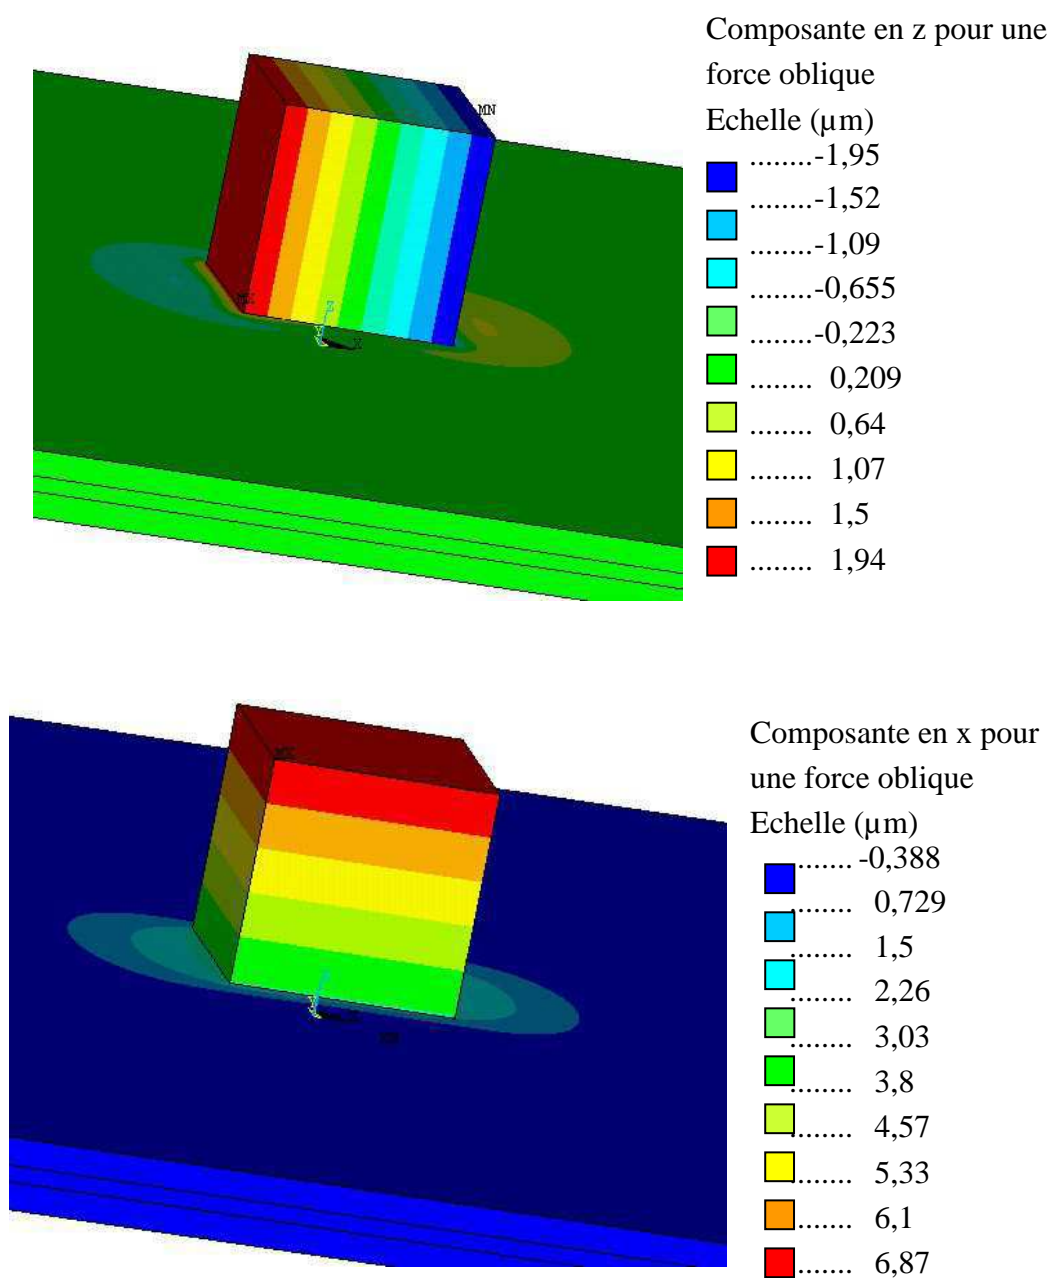 Composante en z pour une
force oblique
Echelle (µm)
........-1,95
........-1,52
........-1,09
........-0,655
........-0,223
........ 0,209
........ 0,64
........ 1,07
........ 1,5
........ 1,94
MN
MX
X
Composante en x pour
une force oblique
Echelle (µm)
....... -0,388
........ 0,729
........ 1,5
........ 2,26
........ 3,03
........ 3,8
........ 4,57
....... 5,33
....... 6,1
....... 6,87
MX
MN